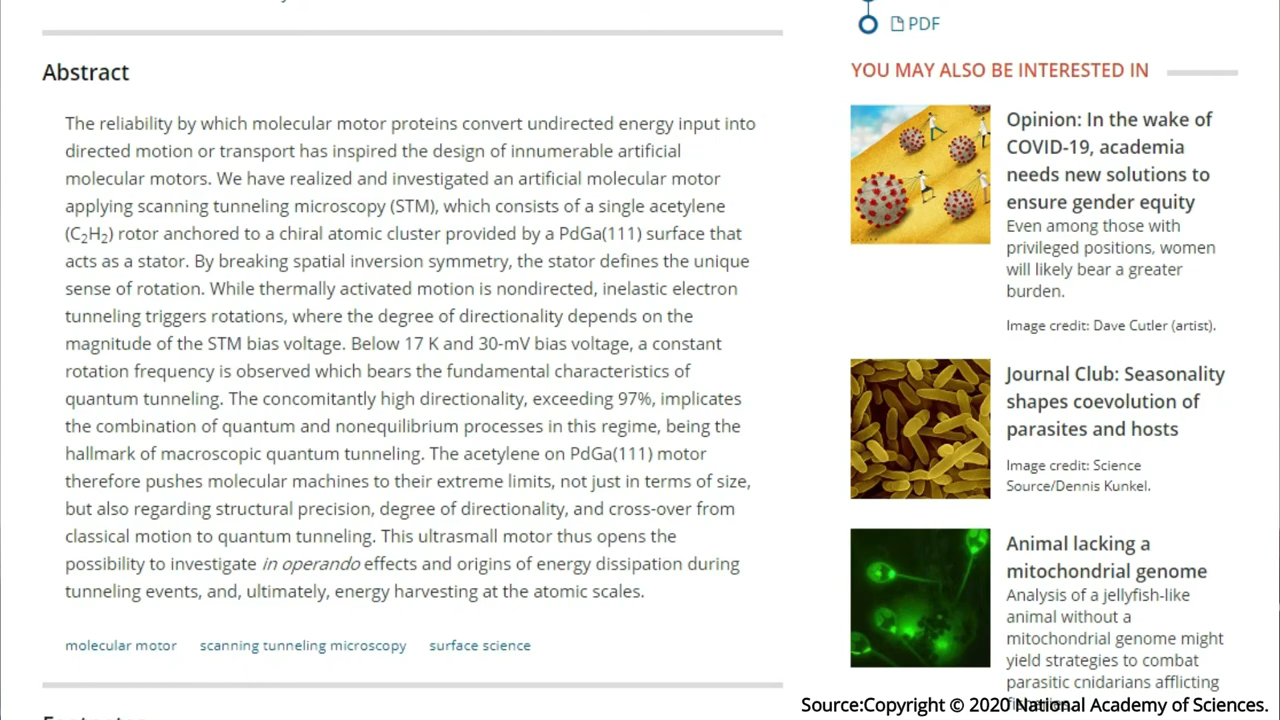 Abstract
The reliability by which molecular motor proteins convert undirected energy input into
directed motion or transport has inspired the design of innumerable artificial
molecular motors. We have realized and investigated an artificial molecular motor
applying scanning tunneling microscopy (STM), which consists of a single acetylene
(C₂H₂) rotor anchored to a chiral atomic cluster provided by a PdGa(111) surface that
acts as a stator. By breaking spatial inversion symmetry, the stator defines the unique
sense of rotation. While thermally activated motion is nondirected, inelastic electron
tunneling triggers rotations, where the degree of directionality depends on the
magnitude of the STM bias voltage. Below 17 K and 30-mV bias voltage, a constant
rotation frequency is observed which bears the fundamental characteristics of
quantum tunneling. The concomitantly high directionality, exceeding 97%, implicates
the combination of quantum and nonequilibrium processes in this regime, being the
hallmark of macroscopic quantum tunneling. The acetylene on PdGa(111) motor
therefore pushes molecular machines to their extreme limits, not just in terms of size,
but also regarding structural precision, degree of directionality, and cross-over from
classical motion to quantum tunneling. This ultrasmall motor thus opens the
possibility to investigate in operando effects and origins of energy dissipation during
tunneling events, and, ultimately, energy harvesting at the atomic scales.
molecular motor scanning tunneling microscopy surface science
PDF
YOU MAY ALSO BE INTERESTED IN
Opinion: In the wake of
COVID-19, academia
needs new solutions to
ensure gender equity
Even among those with
privileged positions, women
will likely bear a greater
burden.
Image credit: Dave Cutler (artist).
Journal Club: Seasonality
shapes coevolution of
parasites and hosts
Image credit: Science
Source/Dennis Kunkel.
Animal lacking a
mitochondrial genome
Analysis of a jellyfish-like
animal without a
mitochondrial genome might
yield strategies to combat
parasitic cnidarians afflicting
Source:Copyright © 2020 National Academy of Sciences.